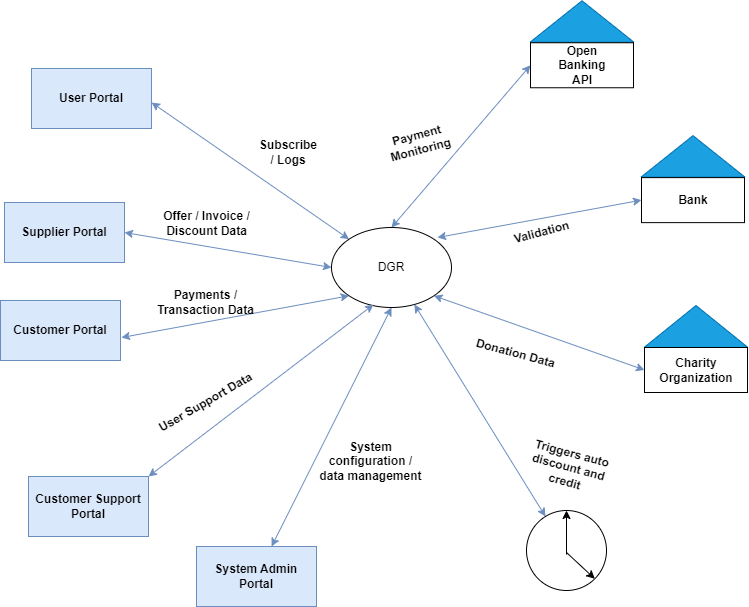 Open
Banking
API
User Portal
Payment
Monitoring
Subscribe
/ Logs
Bank
Offer / Invoice /
Discount Data
Supplier Portal
Validation
DGR
Payments /
Transaction Data
Customer Portal
Donation Data
Charity
Organization
User Support Data
System
configuration /
data management
Triggers auto
discount and
credit
Customer Support
Portal
System Admin
Portal